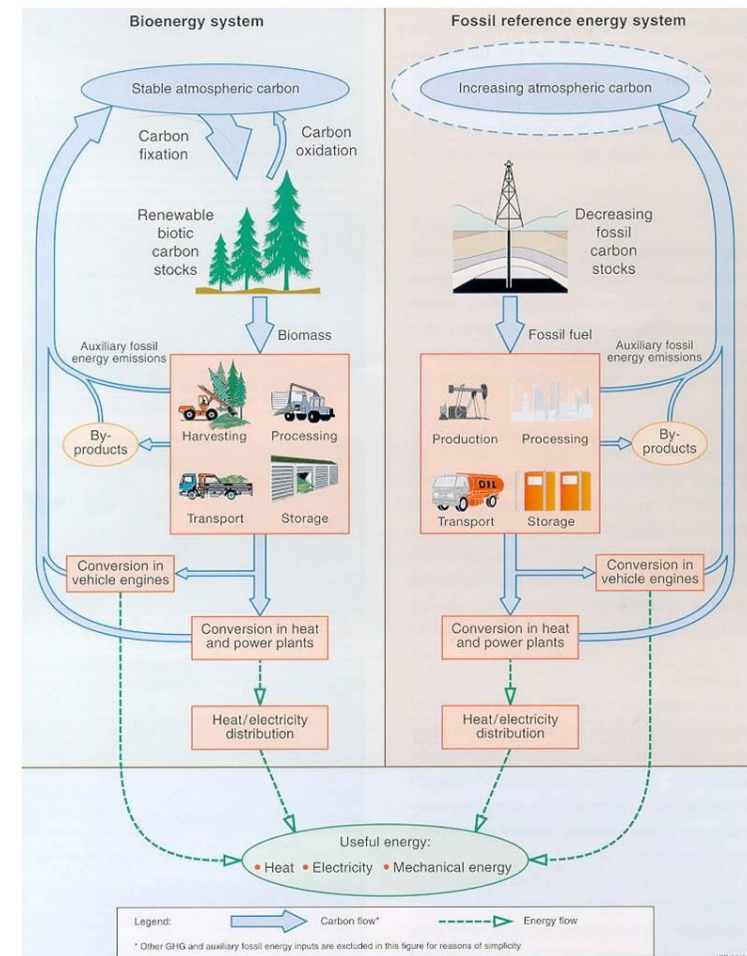 Bioenergy system
Stable atmospheric carbon
Carbon
fixation
Carbon
oxidation
Renewable
biotic
carbon
stocks
Biomass
Auxiliary fossil
energy emissions
Harvesting
Processing
By-
products
Transport
Storage
Conversion in
vehicle engines
Conversion in heat
and power plants
Heat/electricity
distribution
Fossil reference energy system
Increasing atmospheric carbon
Decreasing
fossil
carbon
stocks
Fossil fuel
Auxiliary fossil
energy emissions
Production
Processing
By-
products
OIL
Transport
Storage
Conversion in
vehicle engines
Conversion in heat
and power plants
Heat/electricity
distribution
Useful energy:
• Heat • Electricity • Mechanical energy
Legend:
Carbon flow*
Energy flow
* Other GHG and auxiliary fossil energy inputs are excluded in this figure for reasons of simplicity